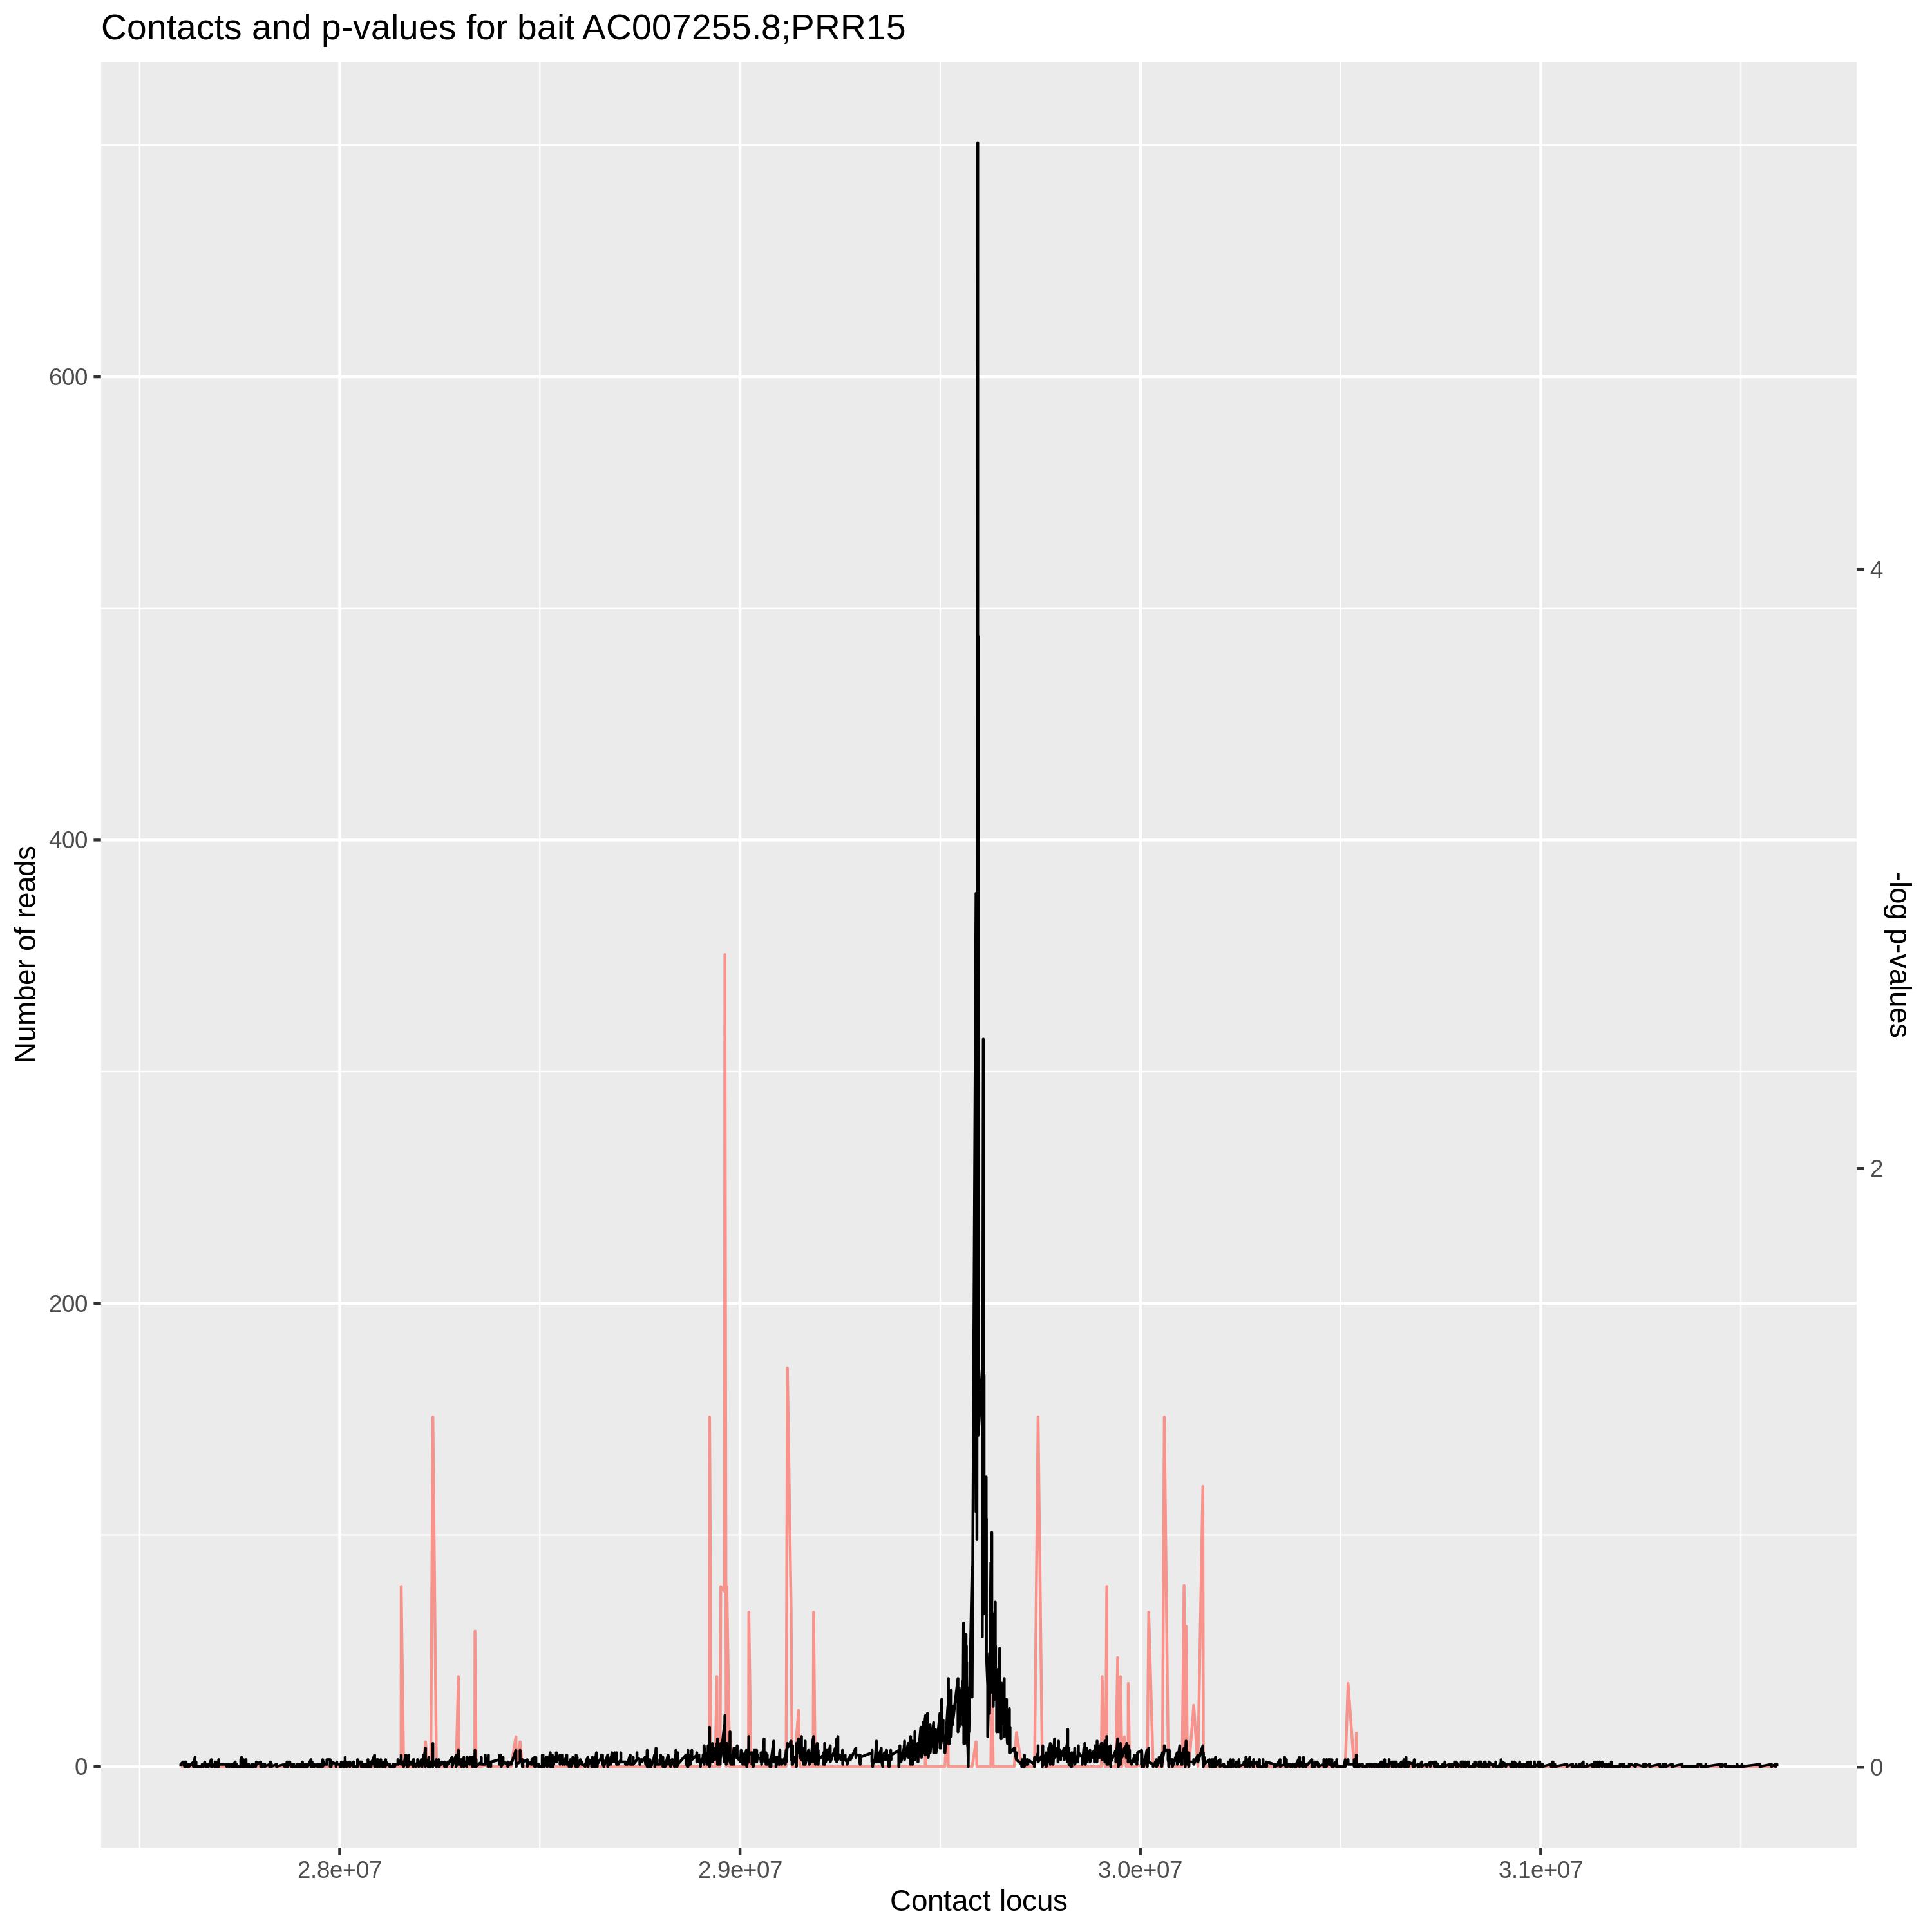 Contacts and p-values for bait AC007255.8;PRR15
600
400
200
0
Number of reads
4
2
0
-log p-values
2.8e+07
2.9e+07
3.0e+07
3.1e+07
Contact locus